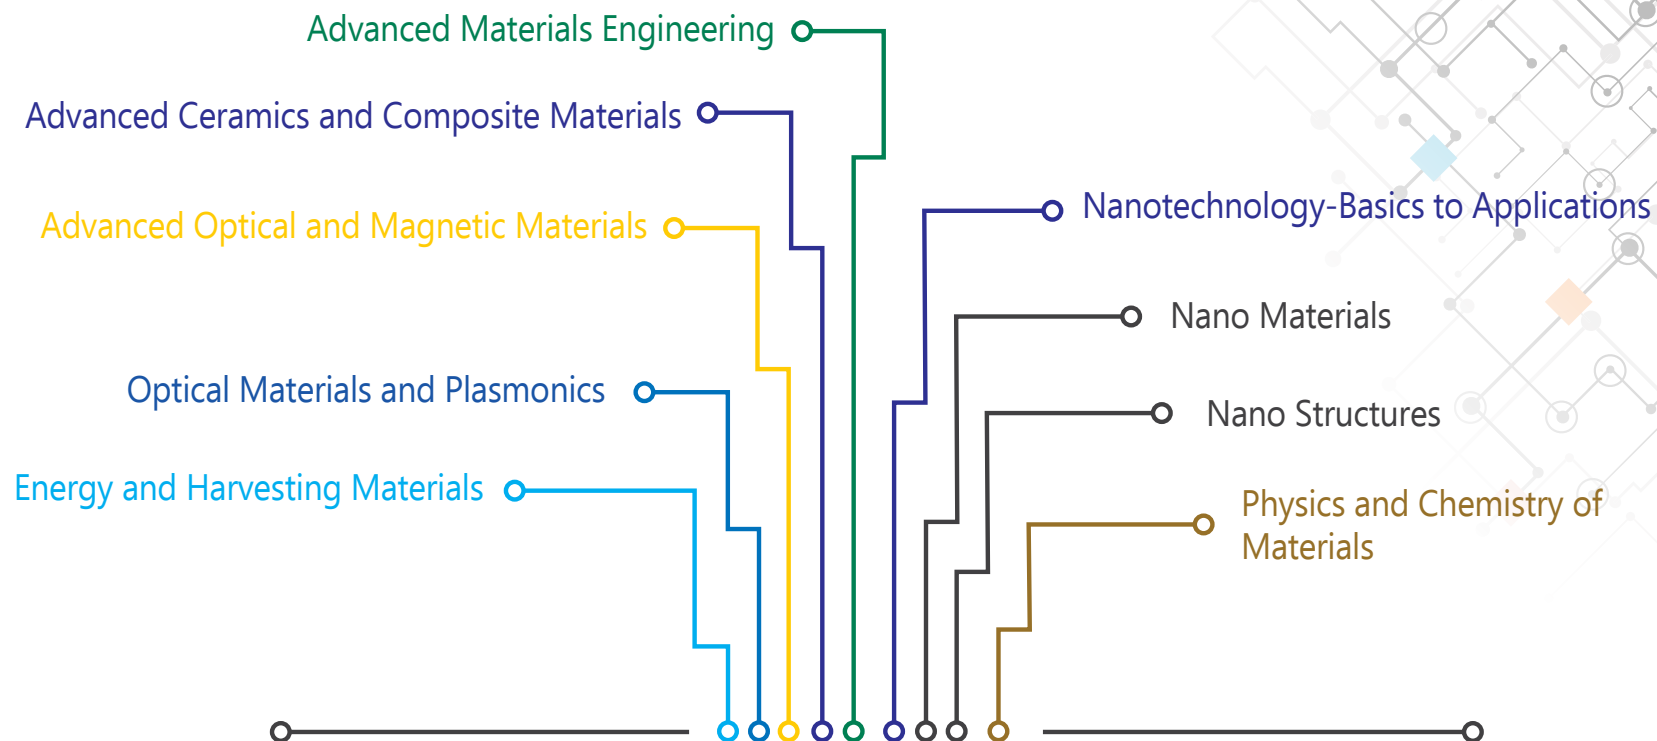 Advanced Materials Engineering
Advanced Ceramics and Composite Materials
Advanced Optical and Magnetic Materials
Optical Materials and Plasmonics
Energy and Harvesting Materials
Nanotechnology-Basics to Applications
Nano Materials
Nano Structures
Physics and Chemistry of
Materials